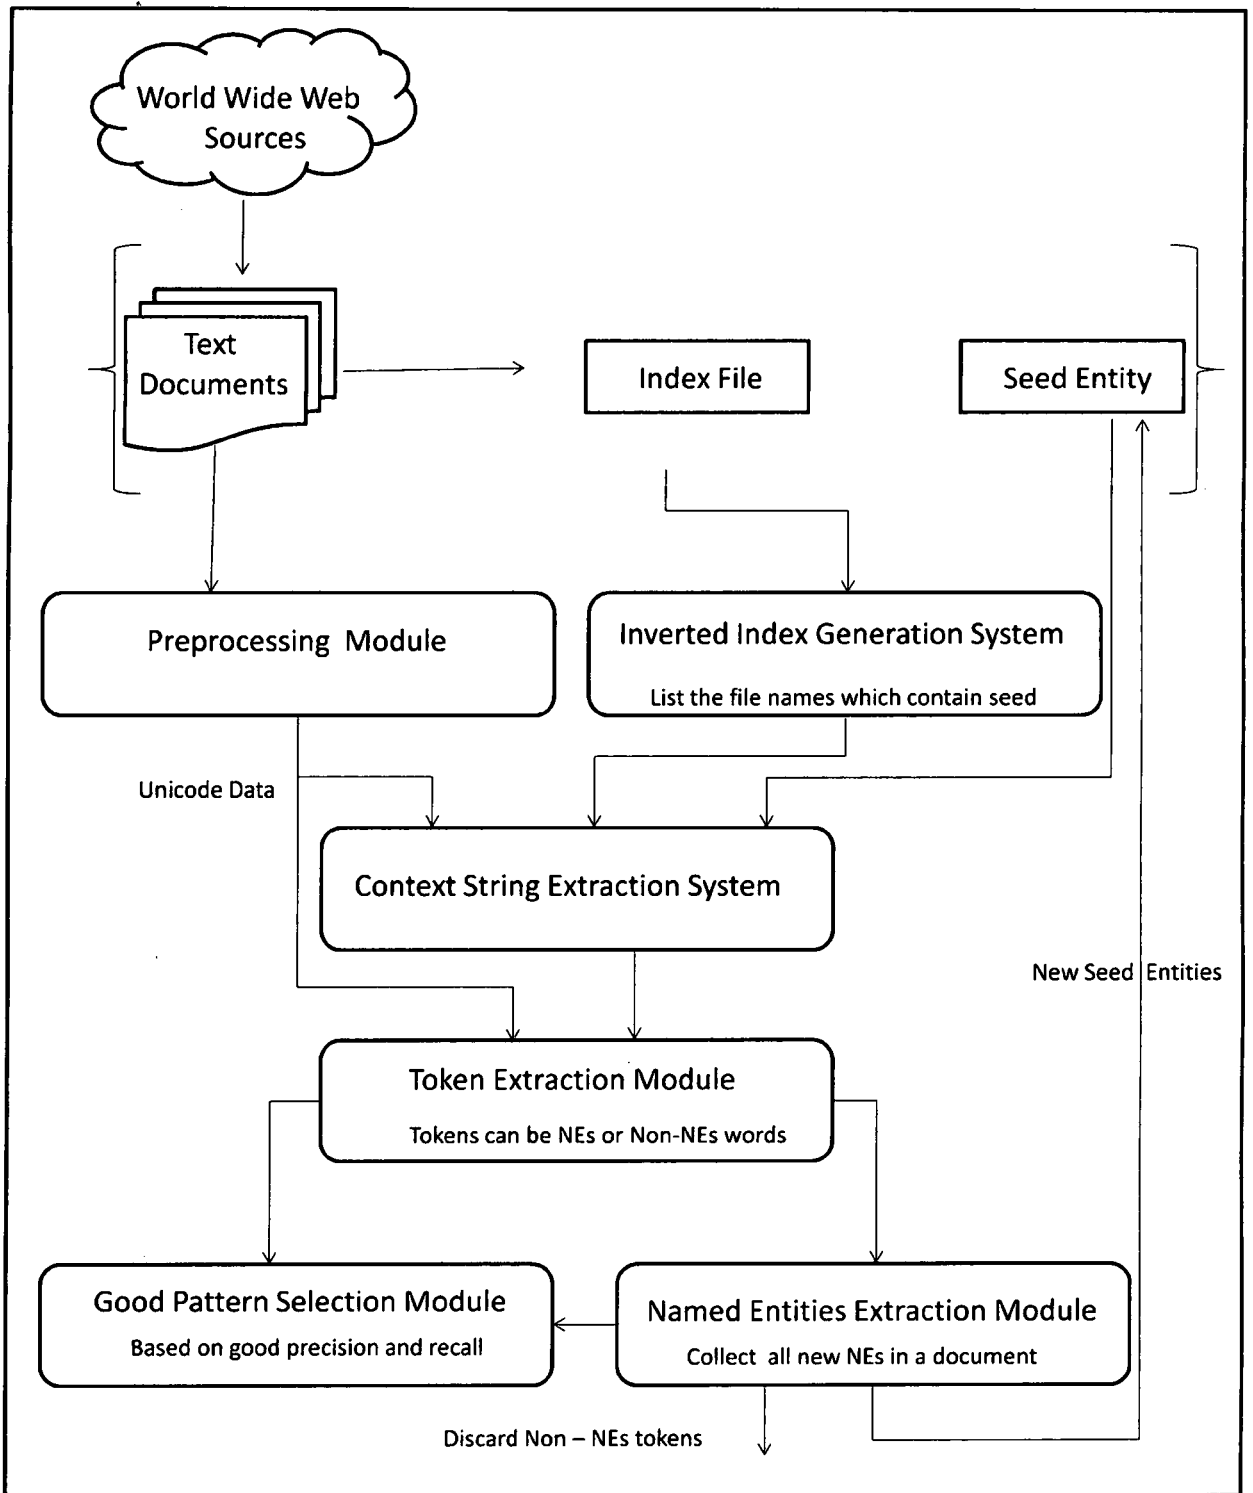 World Wide Web
Sources
Text
Documents
Index File
Seed Entity
Preprocessing Module
Inverted Index Generation System
List the file names which contain seed
Unicode Data
Context String Extraction System
New Seed Entities
Token Extraction Module
Tokens can be NEs or Non-NEs words
Good Pattern Selection Module
Based on good precision and recall
Named Entities Extraction Module
Collect all new NEs in a document
Discard Non – NEs tokens